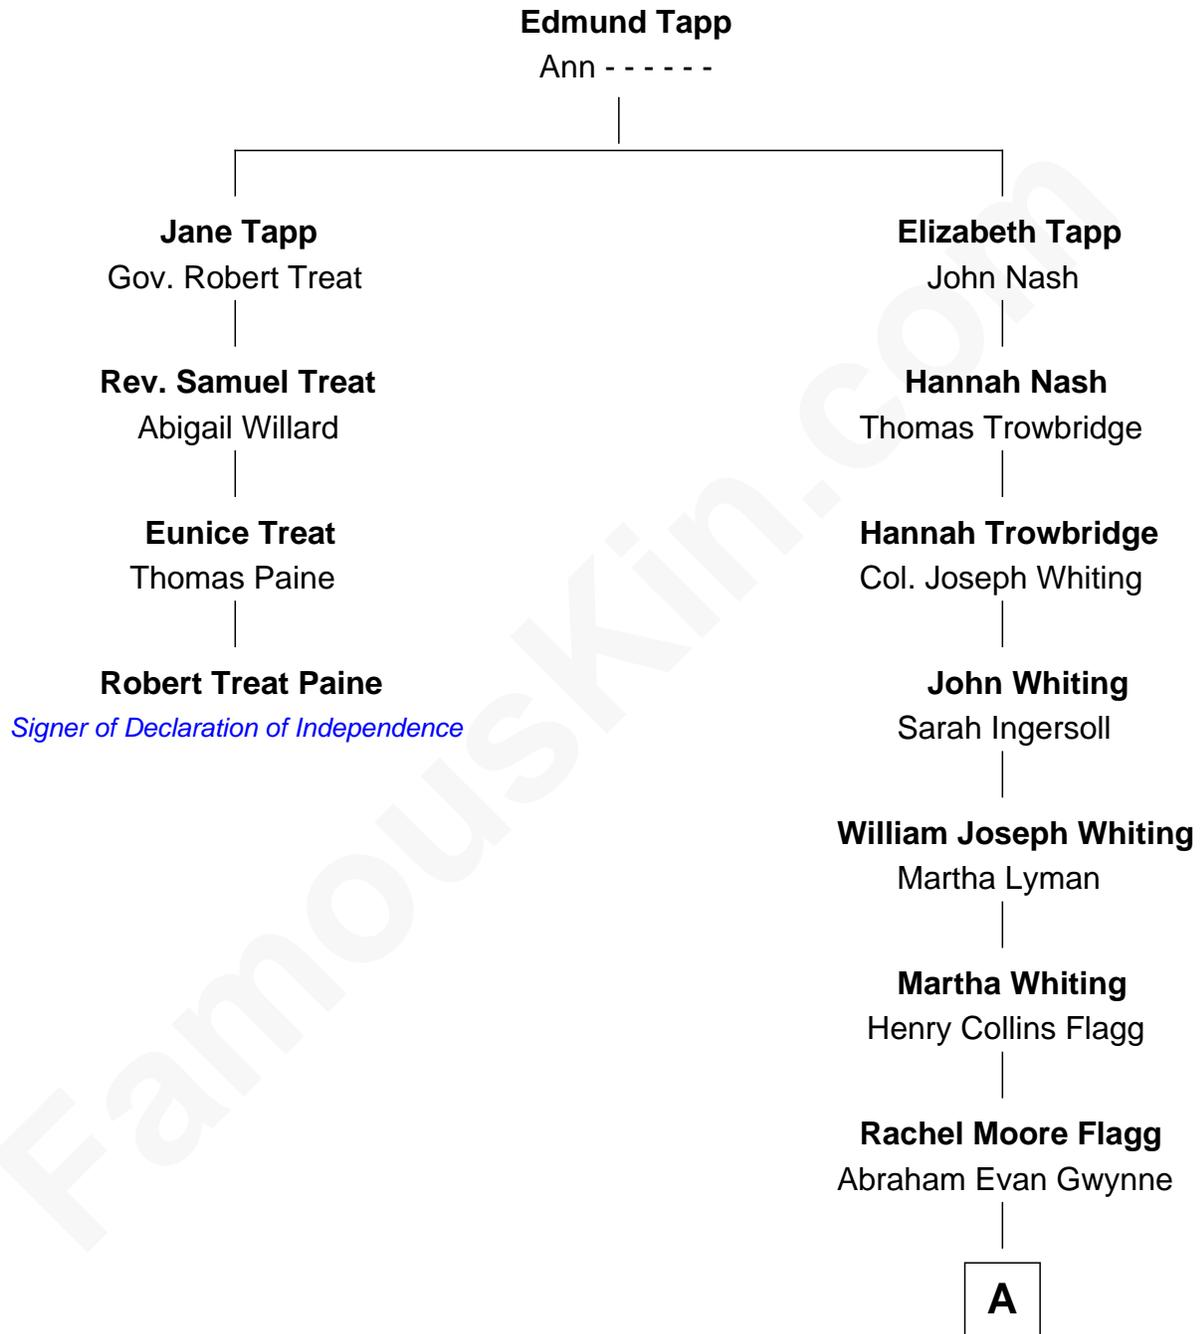 Edmund Tapp
Ann - - - - - -
Jane Tapp
Gov. Robert Treat
Rev. Samuel Treat
Abigail Willard
Eunice Treat
Thomas Paine
Robert Treat Paine
Signer of Declaration of Independence
Elizabeth Tapp
John Nash
Hannah Nash
Thomas Trowbridge
Hannah Trowbridge
Col. Joseph Whiting
John Whiting
Sarah Ingersoll
William Joseph Whiting
Martha Lyman
Martha Whiting
Henry Collins Flagg
Rachel Moore Flagg
Abraham Evan Gwynne
A
FamousKin.com